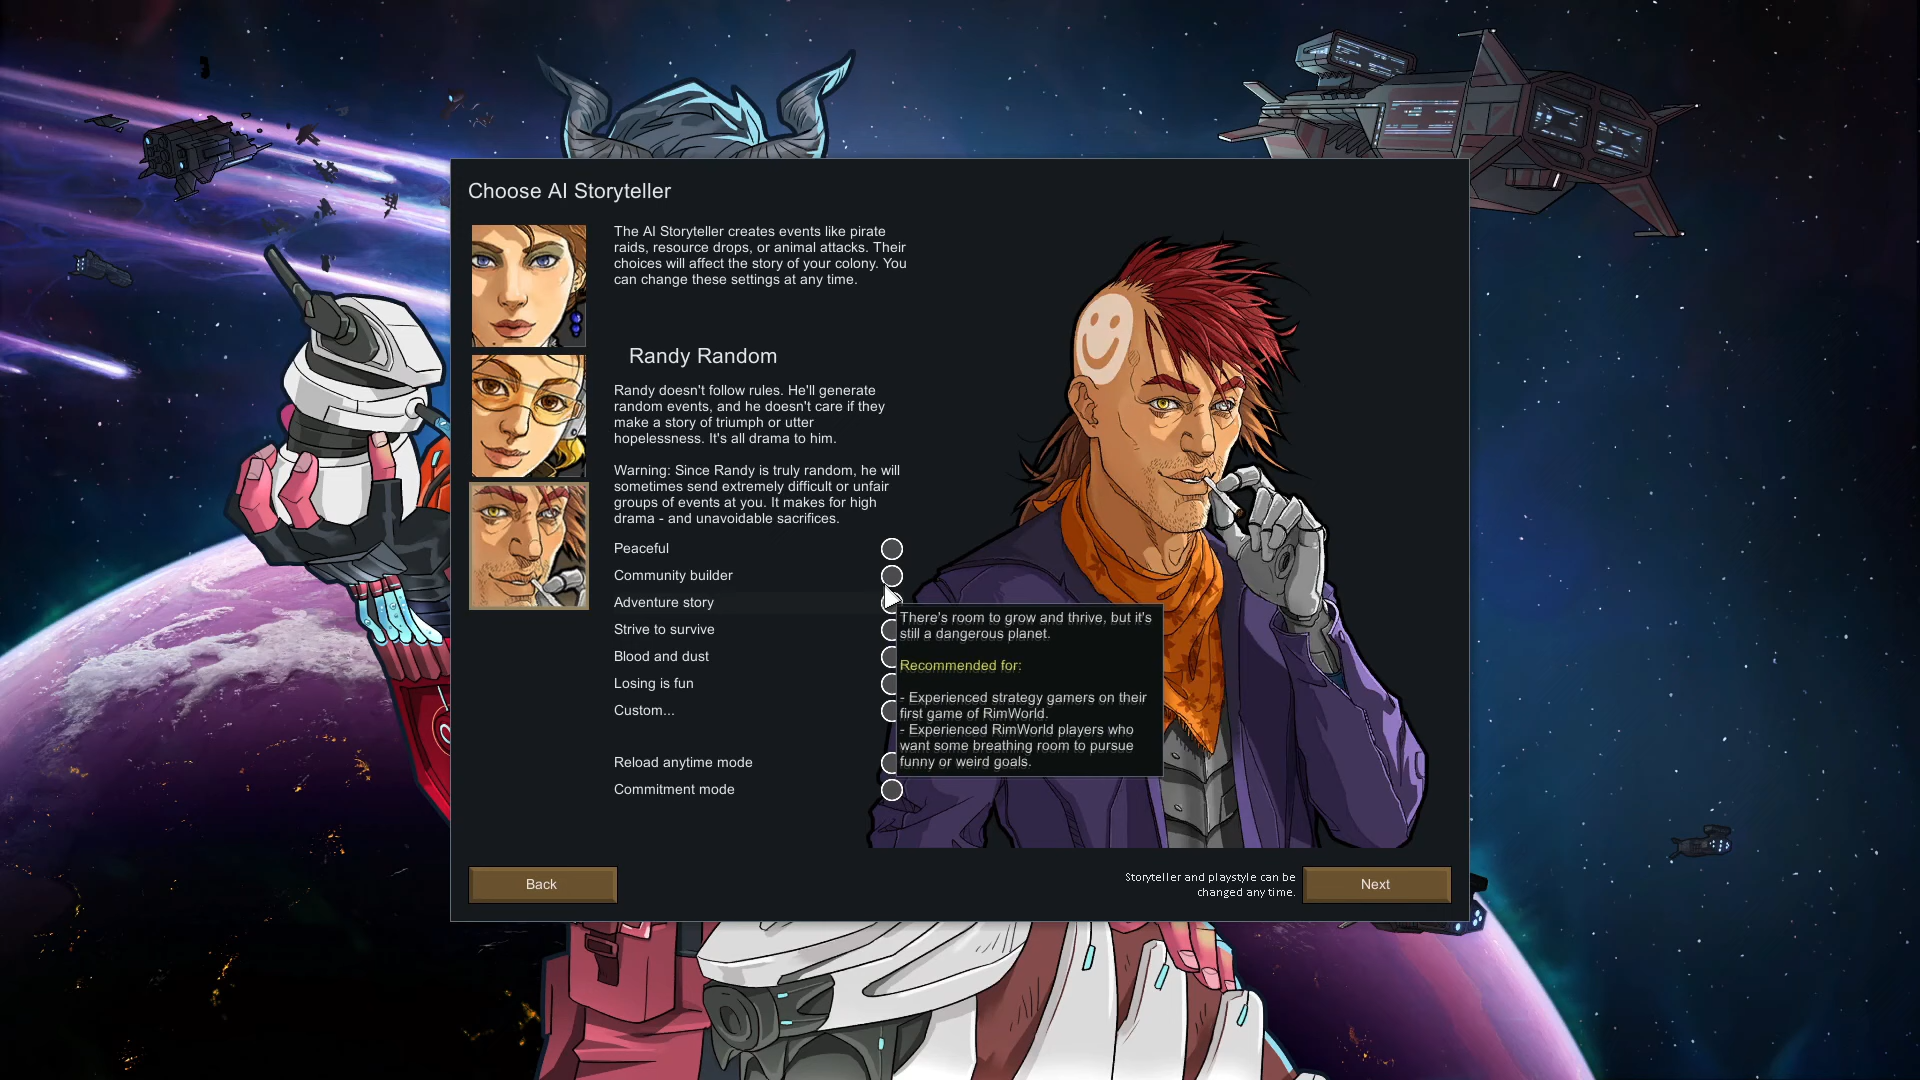 Choose AI Storyteller
The AI Storyteller creates events like pirate
raids, resource drops, or animal attacks. Their
choices will affect the story of your colony. You
can change these settings at any time.
Randy Random
Randy doesn't follow rules. He'll generate
random events, and he doesn't care if they
make a story of triumph or utter
hopelessness. It's all drama to him.
Warning: Since Randy is truly random, he will
sometimes send extremely difficult or unfair
groups of events at you. It makes for high
drama - and unavoidable sacrifices.
Peaceful
Community builder
Adventure story
Strive to survive
Blood and dust
Losing is fun
Custom...
There's room to grow and thrive, but it's
still a dangerous planet.
Recommended for:
- Experienced strategy gamers on their
first game of RimWorld.
- Experienced RimWorld players who
want some breathing room to pursue
funny or weird goals.
Reload anytime mode
Commitment mode
Back
Storyteller and playstyle can be
changed any time.
Next